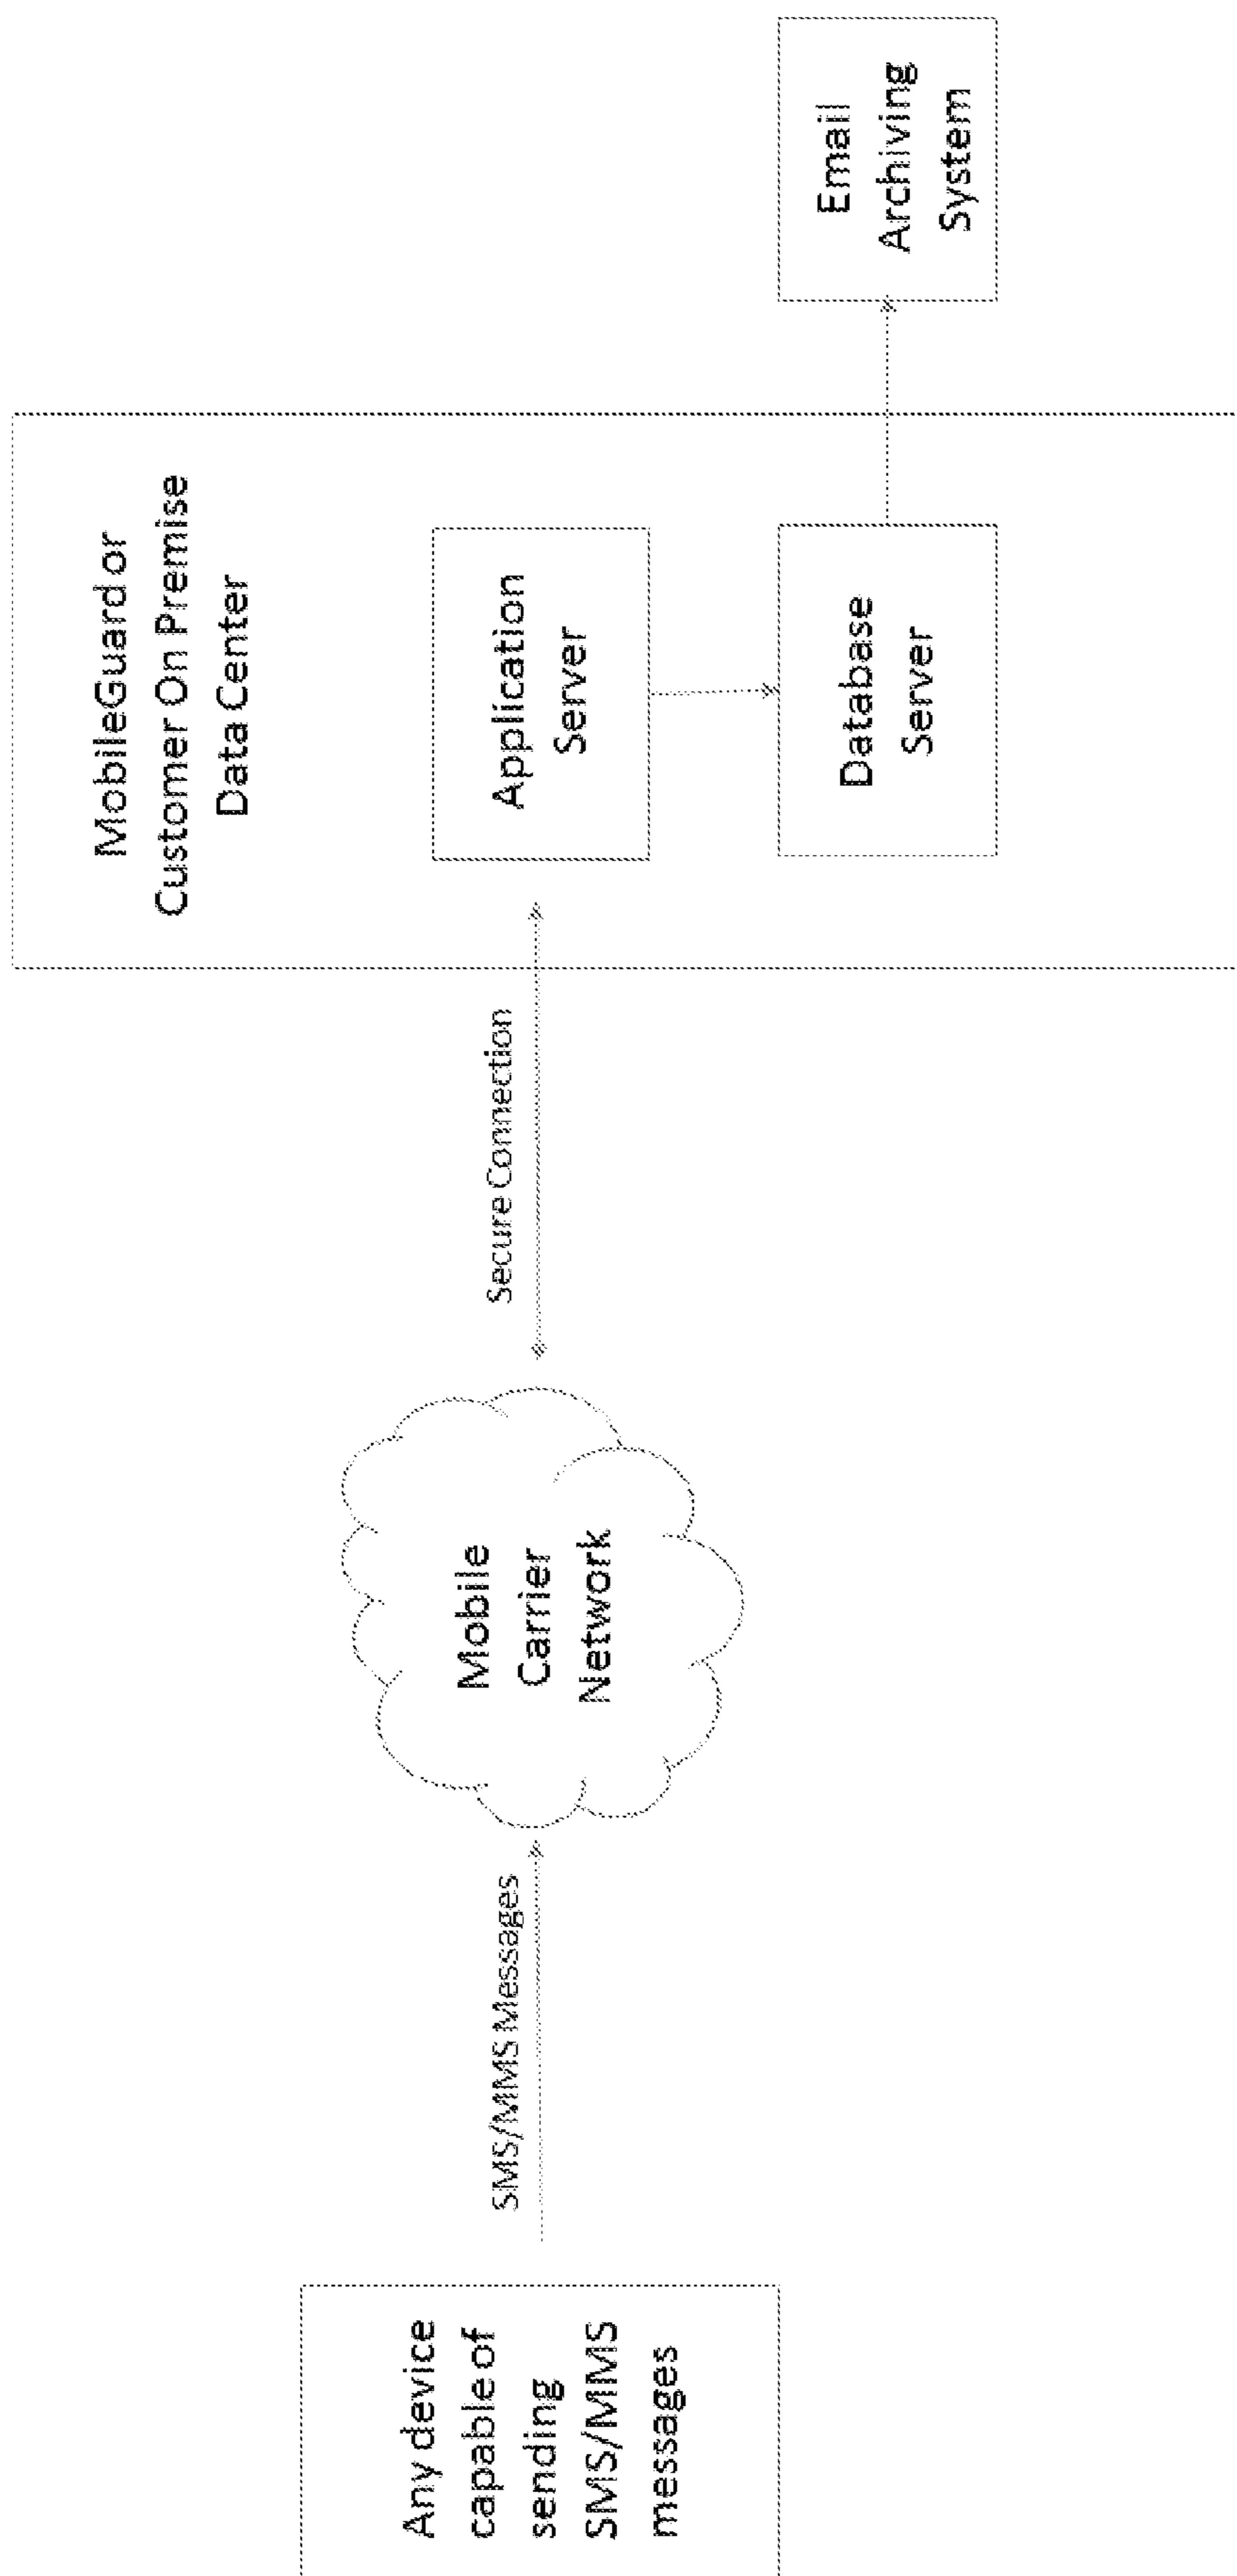 Any device
capable of
sending
SMS/MMS
messages
SMS/MMS Messages
Mobile
Carrier
Network
Secure Connection
MobileGuard or
Customer On Premise
Data Center
Application
Server
Database
Server
Email
Archiving
System